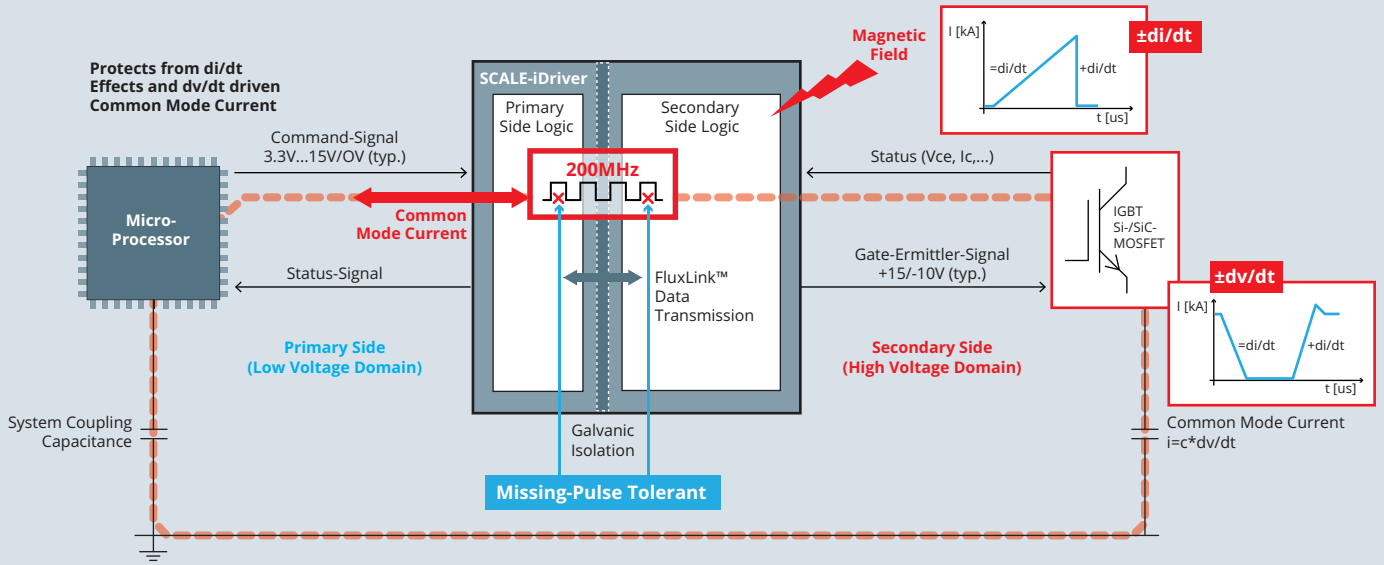 Protects from di/dt
Effects and dv/dt driven
Common Mode Current
Command-Signal
3.3V...15V/OV (typ.)
Micro-
Processor
Common
Mode Current
Status-Signal
Primary Side
(Low Voltage Domain)
System Coupling
Capacitance
SCALE-iDriver
Primary
Side Logic
Secondary
Side Logic
200MHz
FluxLink™
Data
Transmission
Galvanic
Isolation
Missing-Pulse Tolerant
Magnetic
Field
±di/dt
I [kA]
=di/dt
+di/dt
t [us]
Status (Vce, Ic,...)
IGBT
Si-/SiC-
MOSFET
Gate-Ermittler-Signal
+15/-10V (typ.)
±dv/dt
I [kA]
=di/dt
+di/dt
t [us]
Secondary Side
(High Voltage Domain)
Common Mode Current
i=c*dv/dt